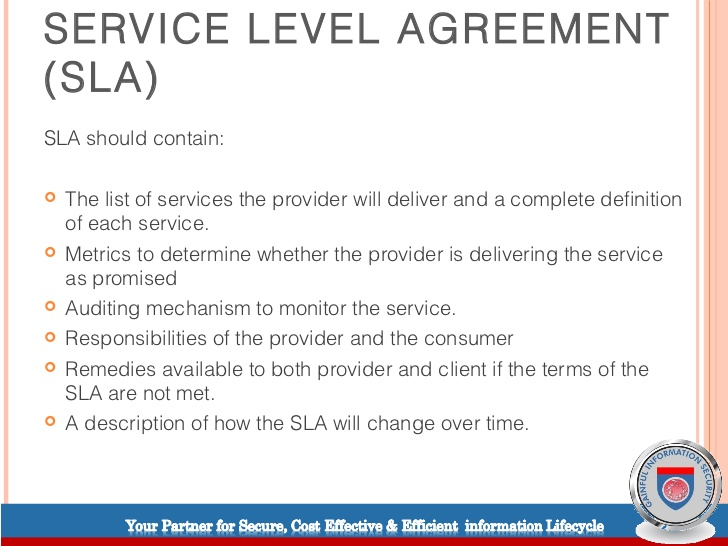 SERVICE LEVEL AGREEMENT
(SLA)
SLA should contain:
The list of services the provider will deliver and a complete definition
of each service.
Metrics to determine whether the provider is delivering the service
as promised
Auditing mechanism to monitor the service.
Responsibilities of the provider and the consumer
Remedies available to both provider and client if the terms of the
SLA are not met.
A description of how the SLA will change over time.
GAINFUL INFORMATION SECURITY
Your Partner for Secure, Cost Effective & Efficient information Lifecycle